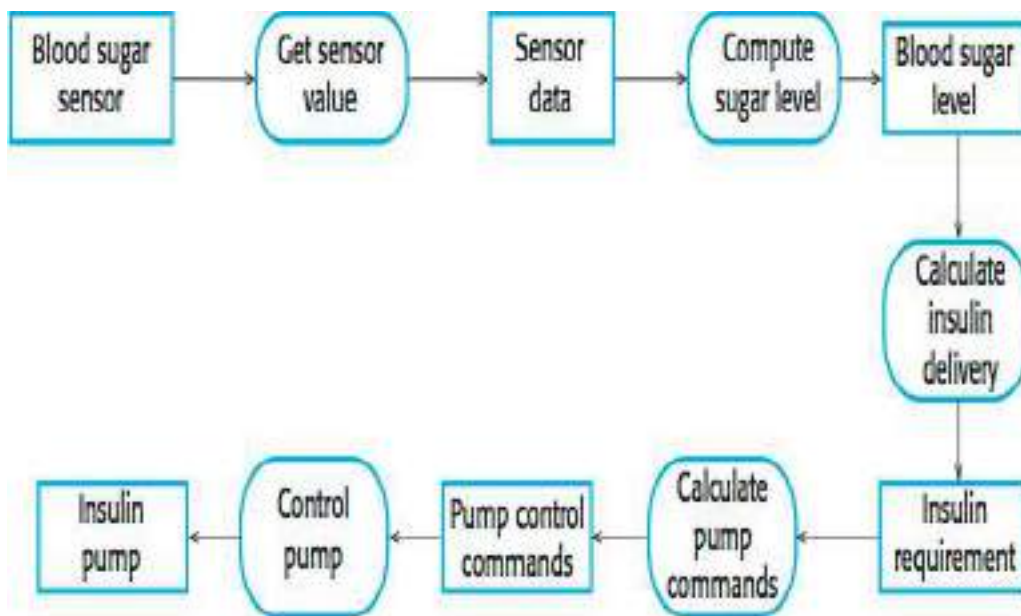 Blood sugar
sensor
Get sensor
value
Sensor
data
Compute
sugar level
Blood sugar
level
Calculate
insulin
delivery
Insulin
requirement
Calculate
pump
commands
Pump control
commands
Control
pump
Insulin
pump